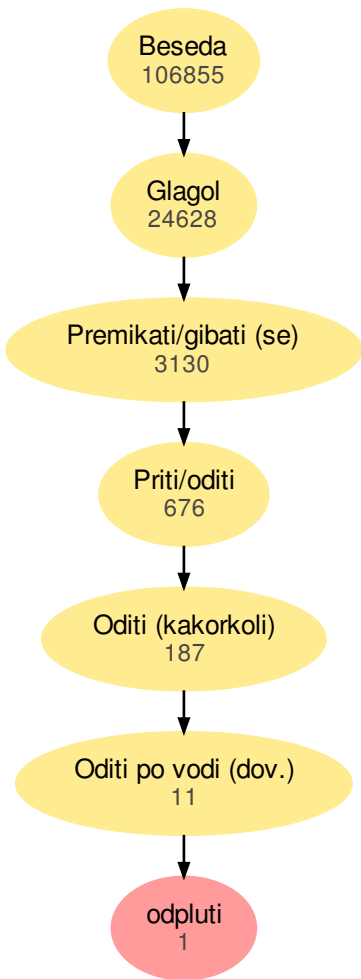 Beseda
106855
Glagol
24628
Premikati/gibati (se)
3130
Priti/oditi
676
Oditi (kakorkoli)
187
Oditi po vodi (dov.)
11
odpluti
1